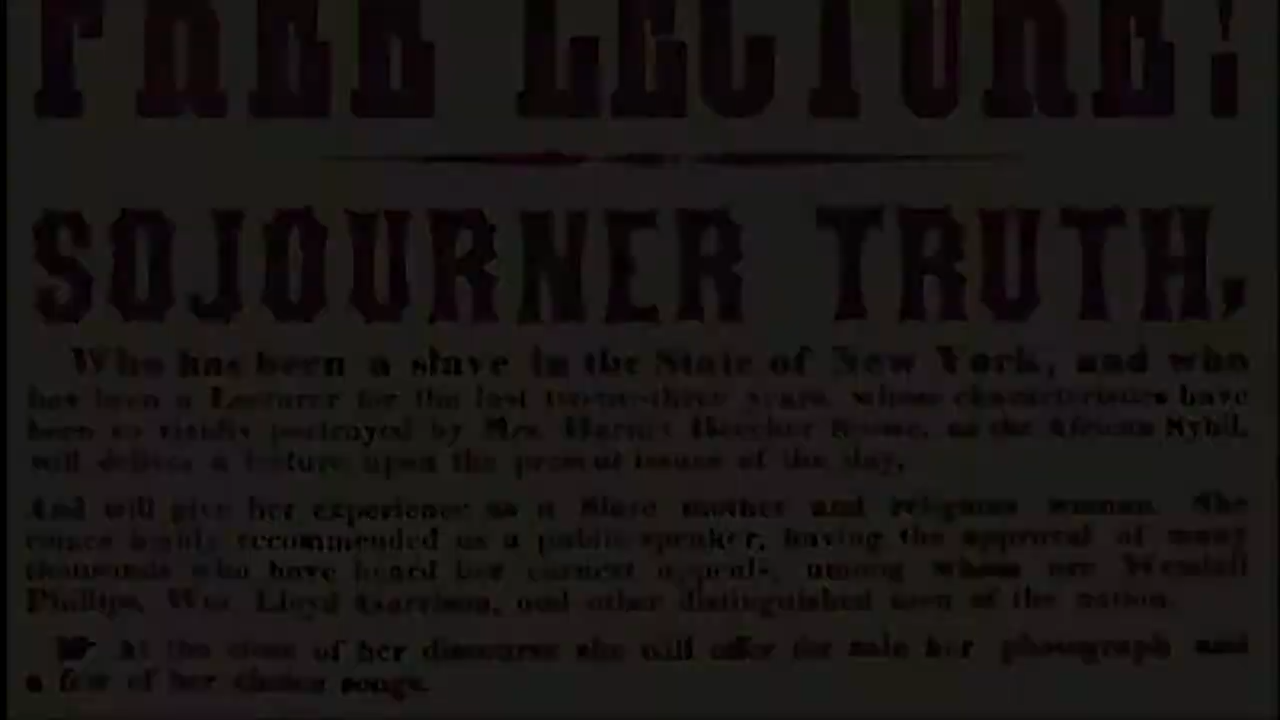 FREE LECTURE!
SOJOURNER TRUTH,
Who has been a slave in the State of New York, and who
has been a Lecturer for the last twenty-three years, whose characteristics have
been so vividly portrayed by Mrs. Harriet Beecher Stowe, as the African Sybil,
will deliver a lecture upon the present issues of the day,
And will give her experience as a Slave mother and religious woman. She
comes highly recommended as a public speaker, having the approval of many
thousands who have heard her earnest appeals, among whom are Wendell
Phillips, Wm. Lloyd Garrison, and other distinguished men of the nation.
☛ At the close of her discourse she will offer for sale her photograph and
a few of her choice songs.